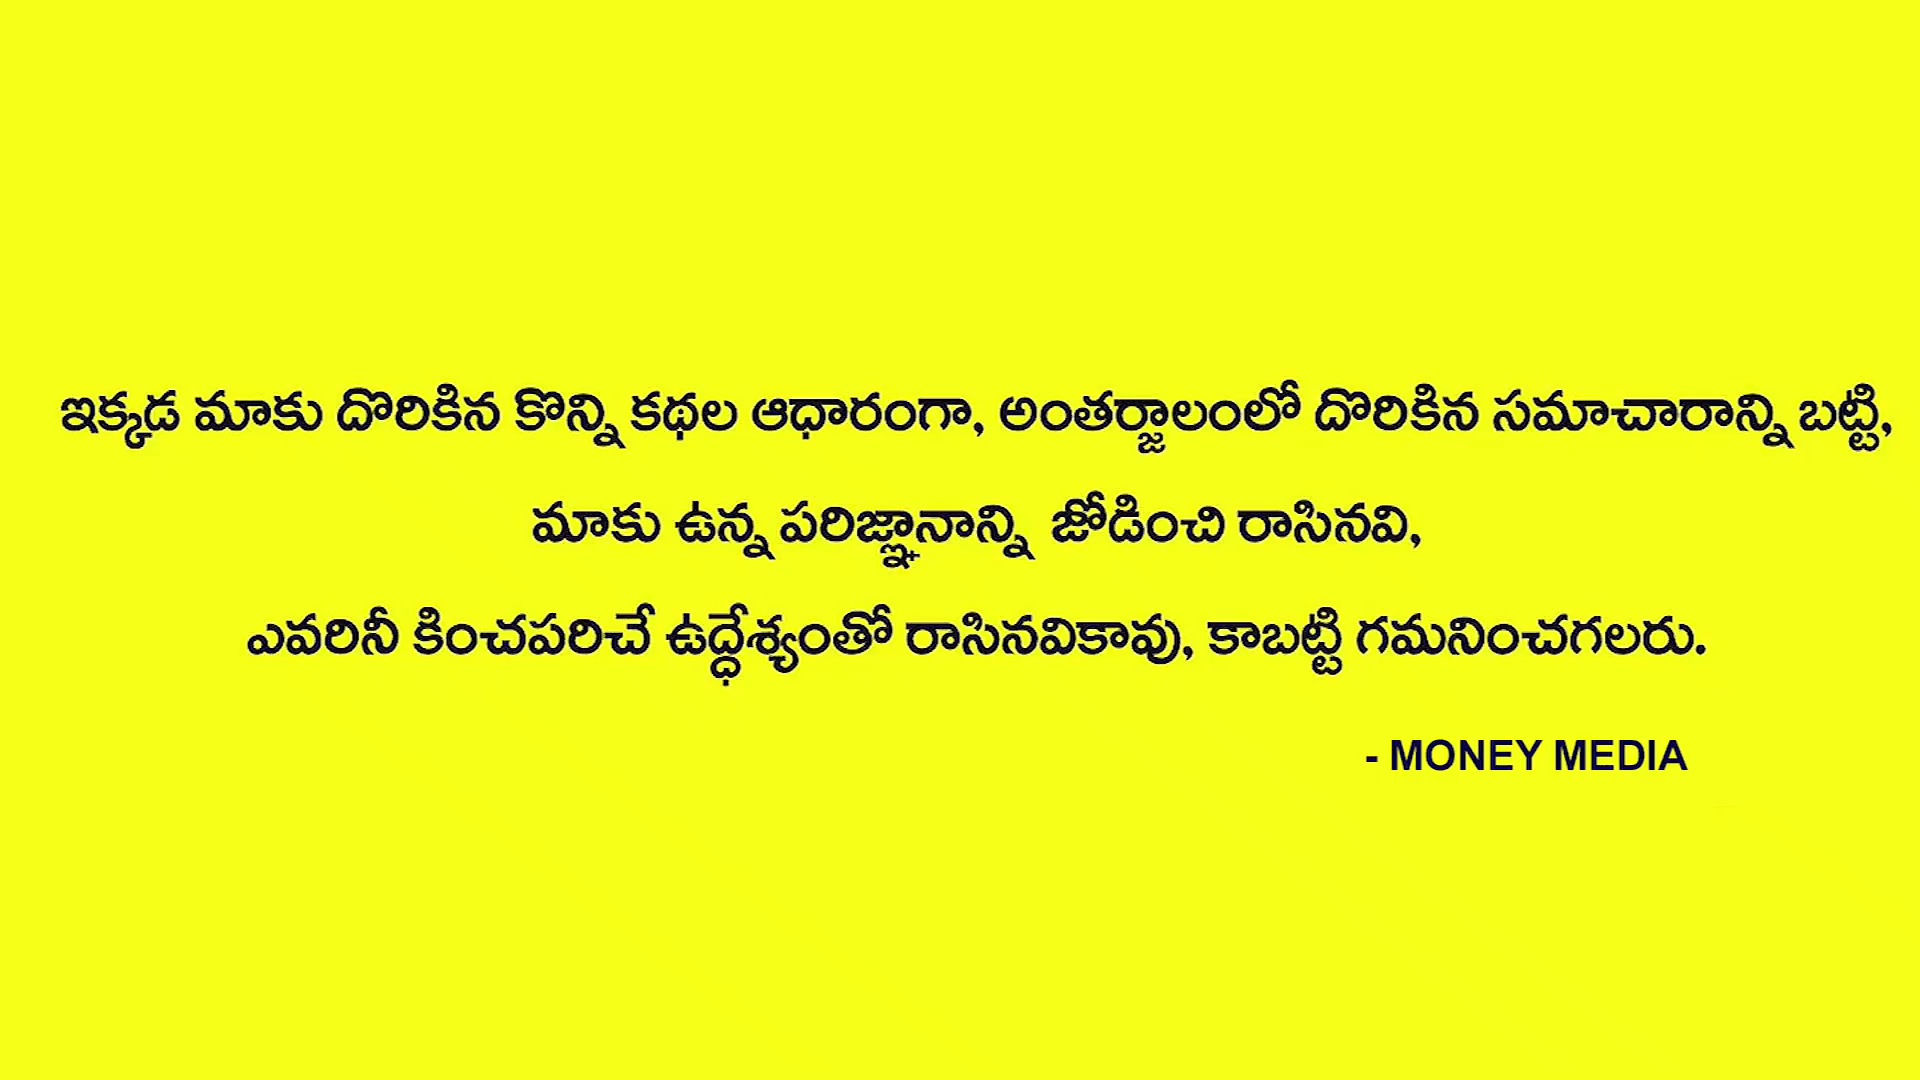 ఇక్కడ మాకు దొరికిన కొన్ని కథల ఆధారంగా, అంతర్జాలంలో దొరికిన సమాచారాన్ని బట్టి,
మాకు ఉన్న పరిజ్ఞానాన్ని జోడించి రాసినవి,
ఎవరినీ కించపరిచే ఉద్ధేశ్యంతో రాసినవికావు, కాబట్టి గమనించగలరు.
- MONEY MEDIA